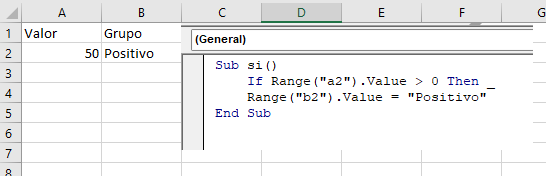 A B C D E F G
1 Valor Grupo
(General)
2 50 Positivo
Sub si()
3
If Range("a2").Value > 0 Then _
4
Range("b2").Value = "Positivo"
5
End Sub
6
7
8